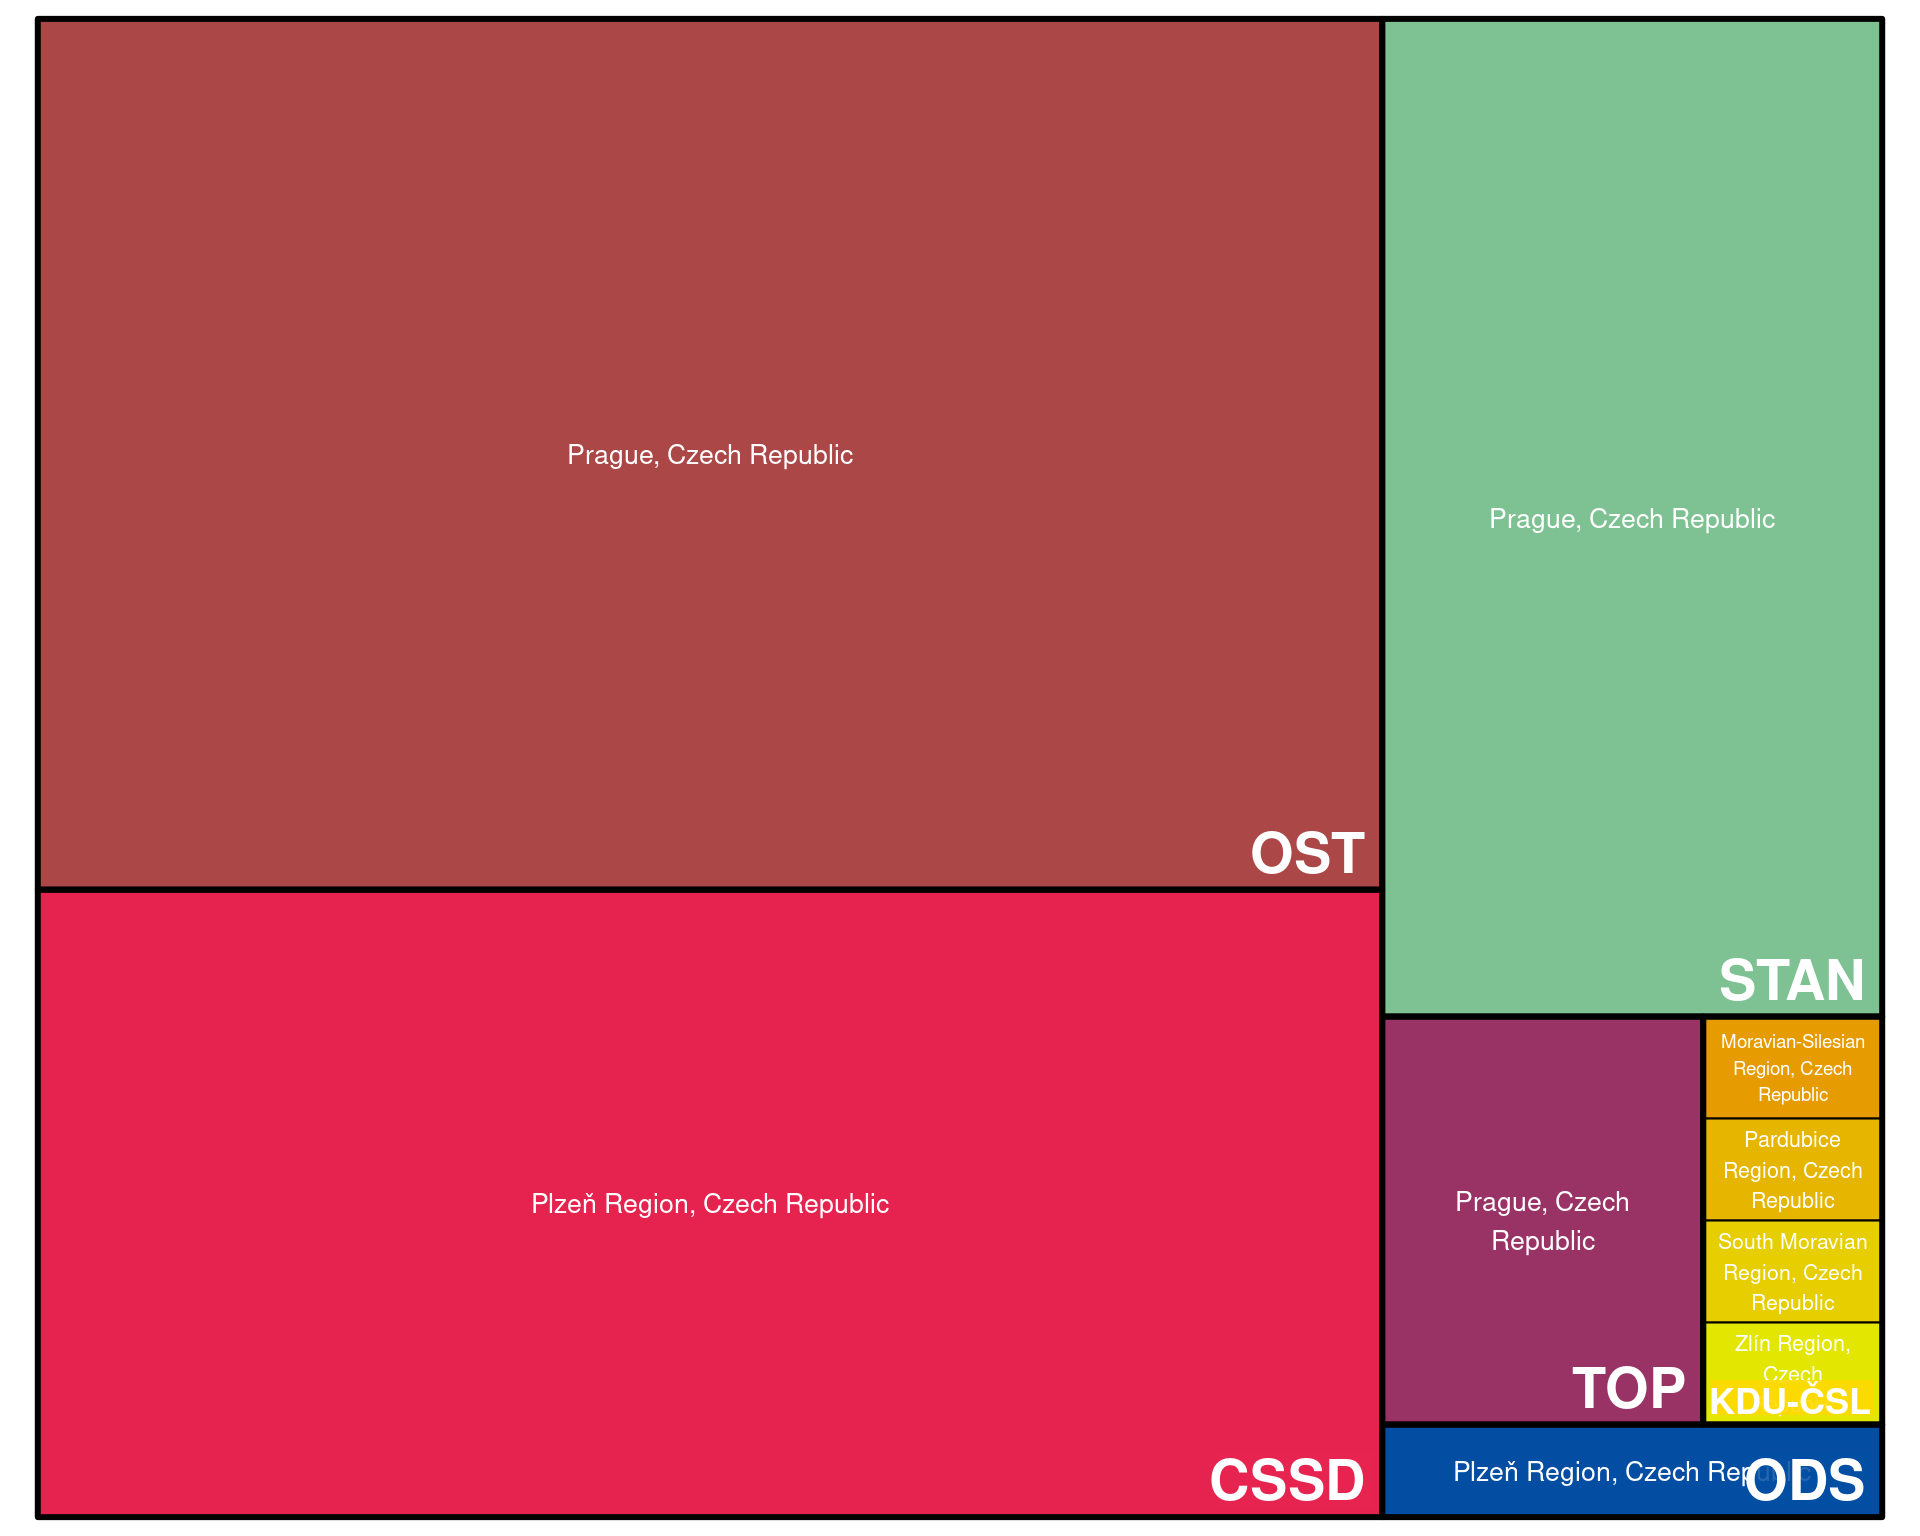 Prague, Czech Republic
OST
Prague, Czech Republic
STAN
Plzeň Region, Czech Republic
CSSD
Prague, Czech
Republic
TOP
Moravian-Silesian
Region, Czech
Republic
Pardubice
Region, Czech
Republic
South Moravian
Region, Czech
Republic
Zlín Region,
Czech
KDU-ČSL
Plzeň Region, Czech Republic
ODS